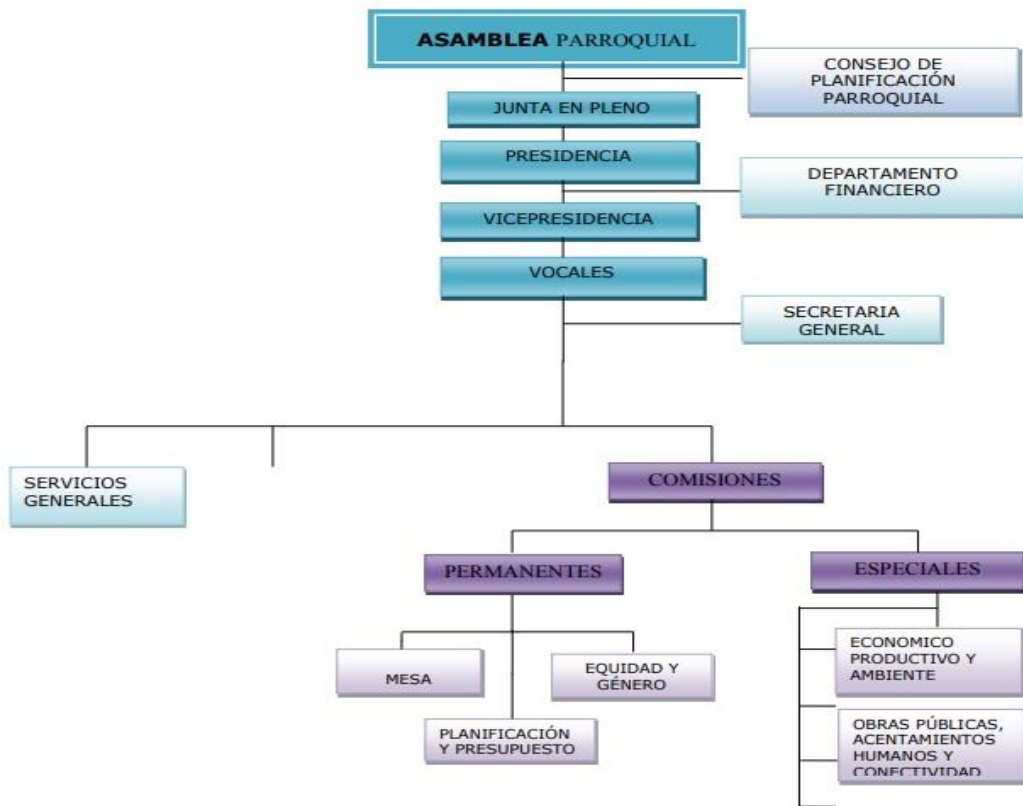 ASAMBLEA PARROQUIAL
CONSEJO DE
PLANIFICACIÓN
PARROQUIAL
JUNTA EN PLENO
PRESIDENCIA
DEPARTAMENTO
FINANCIERO
VICEPRESIDENCIA
VOCALES
SECRETARIA
GENERAL
SERVICIOS
GENERALES
COMISIONES
PERMANENTES
ESPECIALES
MESA
EQUIDAD Y
GÉNERO
PLANIFICACIÓN
Y PRESUPUESTO
ECONOMICO
PRODUCTIVO Y
AMBIENTE
OBRAS PÚBLICAS,
ACENTAMIENTOS
HUMANOS Y
CONECTIVIDAD